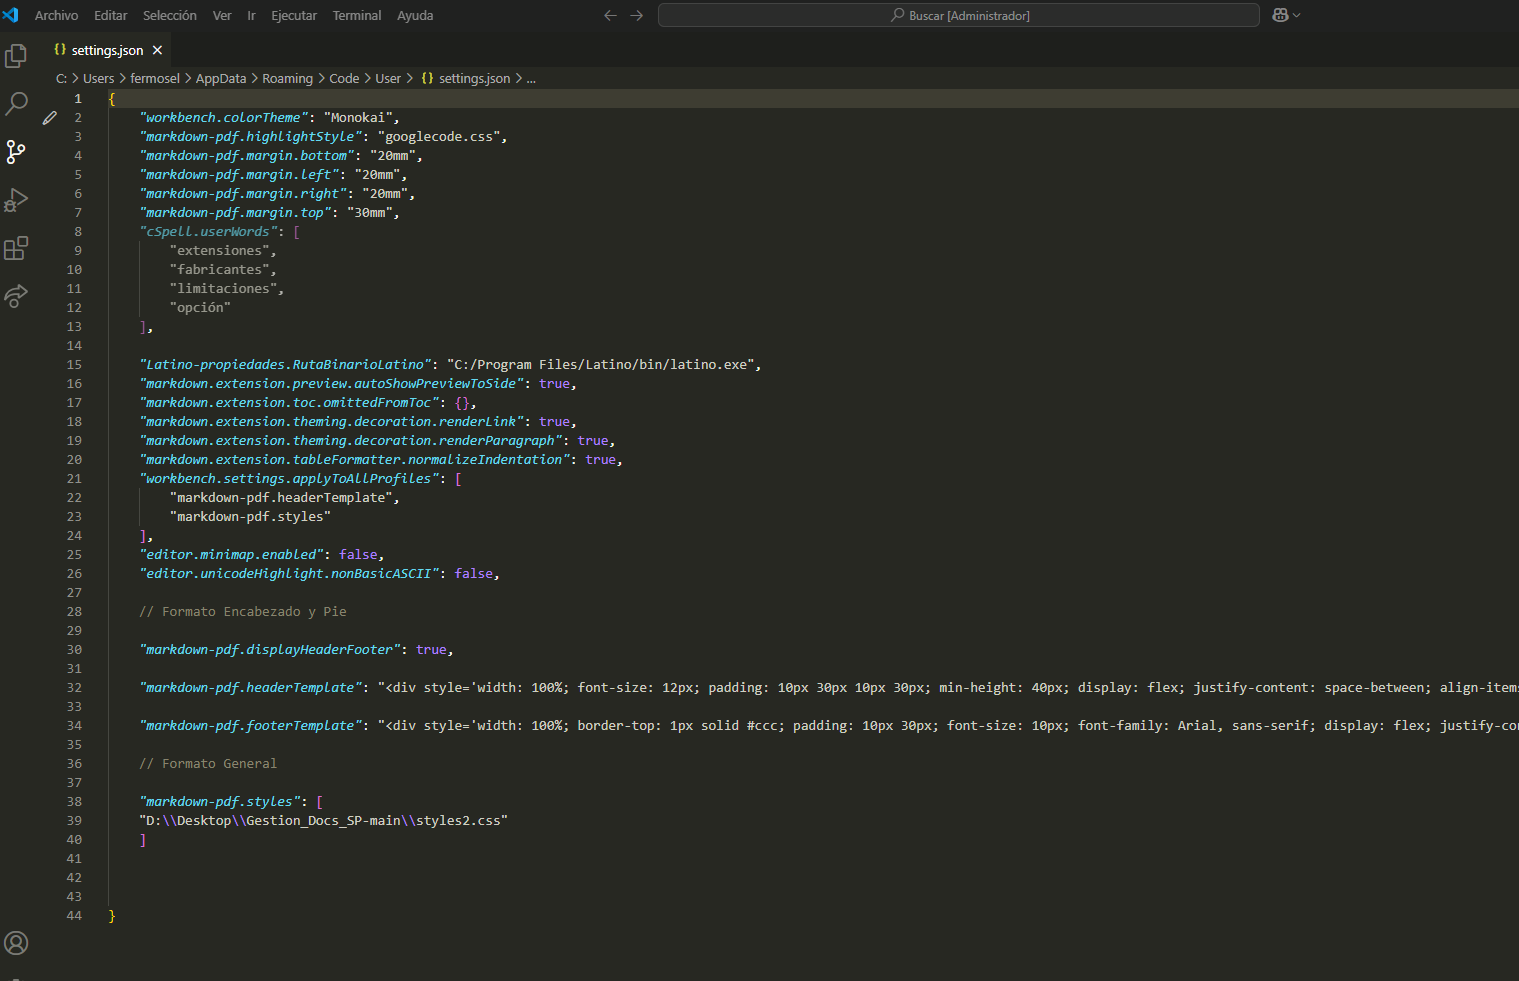 Archivo Editar Selección Ver Ir Ejecutar Terminal Ayuda Buscar [Administrador]
{} settings.json
C: > Users > fermosel > AppData > Roaming > Code > User > {} settings.json > ...
1 {
2 "workbench.colorTheme": "Monokai",
3 "markdown-pdf.highlightStyle": "googlecode.css",
4 "markdown-pdf.margin.bottom": "20mm",
5 "markdown-pdf.margin.left": "20mm",
6 "markdown-pdf.margin.right": "20mm",
7 "markdown-pdf.margin.top": "30mm",
8 "cSpell.userWords": [
9 "extensiones",
10 "fabricantes",
11 "limitaciones",
12 "opción"
13 ],
14
15 "Latino-propiedades.RutaBinarioLatino": "C:/Program Files/Latino/bin/latino.exe",
16 "markdown.extension.preview.autoShowPreviewToSide": true,
17 "markdown.extension.toc.omittedFromToc": {},
18 "markdown.extension.theming.decoration.renderLink": true,
19 "markdown.extension.theming.decoration.renderParagraph": true,
20 "markdown.extension.tableFormatter.normalizeIndentation": true,
21 "workbench.settings.applyToAllProfiles": [
22 "markdown-pdf.headerTemplate",
23 "markdown-pdf.styles"
24 ],
25 "editor.minimap.enabled": false,
26 "editor.unicodeHighlight.nonBasicASCII": false,
27
28 // Formato Encabezado y Pie
29
30 "markdown-pdf.displayHeaderFooter": true,
31
32 "markdown-pdf.headerTemplate": "<div style='width: 100%; font-size: 12px; padding: 10px 30px 10px 30px; min-height: 40px; display: flex; justify-content: space-between; align-item
33
34 "markdown-pdf.footerTemplate": "<div style='width: 100%; border-top: 1px solid #ccc; padding: 10px 30px; font-size: 10px; font-family: Arial, sans-serif; display: flex; justify-co
35
36 // Formato General
37
38 "markdown-pdf.styles": [
39 "D:\\Desktop\\Gestion_Docs_SP-main\\styles2.css"
40 ]
41
42
43
44 }